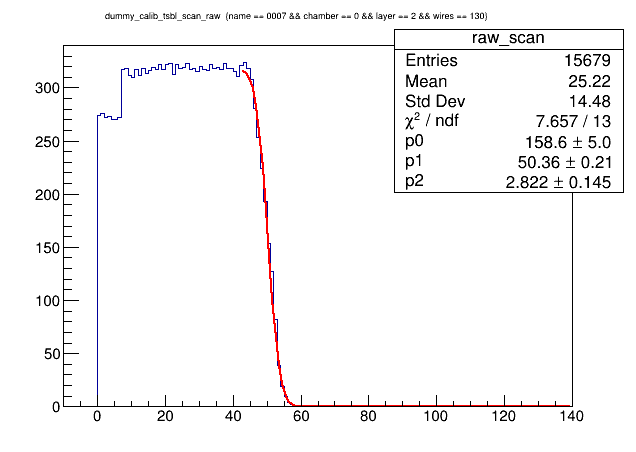 dummy_calib_tsbl_scan_raw (name == 0007 && chamber == 0 && layer == 2 && wires == 130)
raw_scan
Entries 15679
Mean 25.22
Std Dev 14.48
χ² / ndf 7.657 / 13
p0 158.6 ± 5.0
p1 50.36 ± 0.21
p2 2.822 ± 0.145
300
250
200
150
100
50
0
0 20 40 60 80 100 120 140